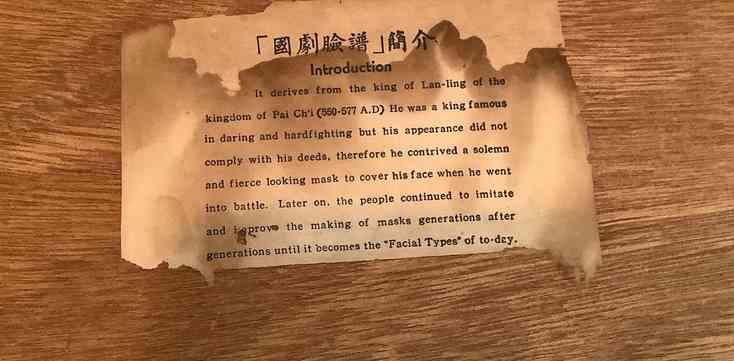 「國劇臉譜」簡介
Introduction
It derives from the king of Lan-ling of the
kingdom of Pai Ch'i (550-577 A.D) He was a king famous
in daring and hardfighting but his appearance did not
comply with his deeds, therefore he contrived a solemn
and fierce looking mask to cover his face when he went
into battle. Later on, the people continued to imitate
and improve the making of masks generations after
generations until it becomes the "Facial Types" of to-day.